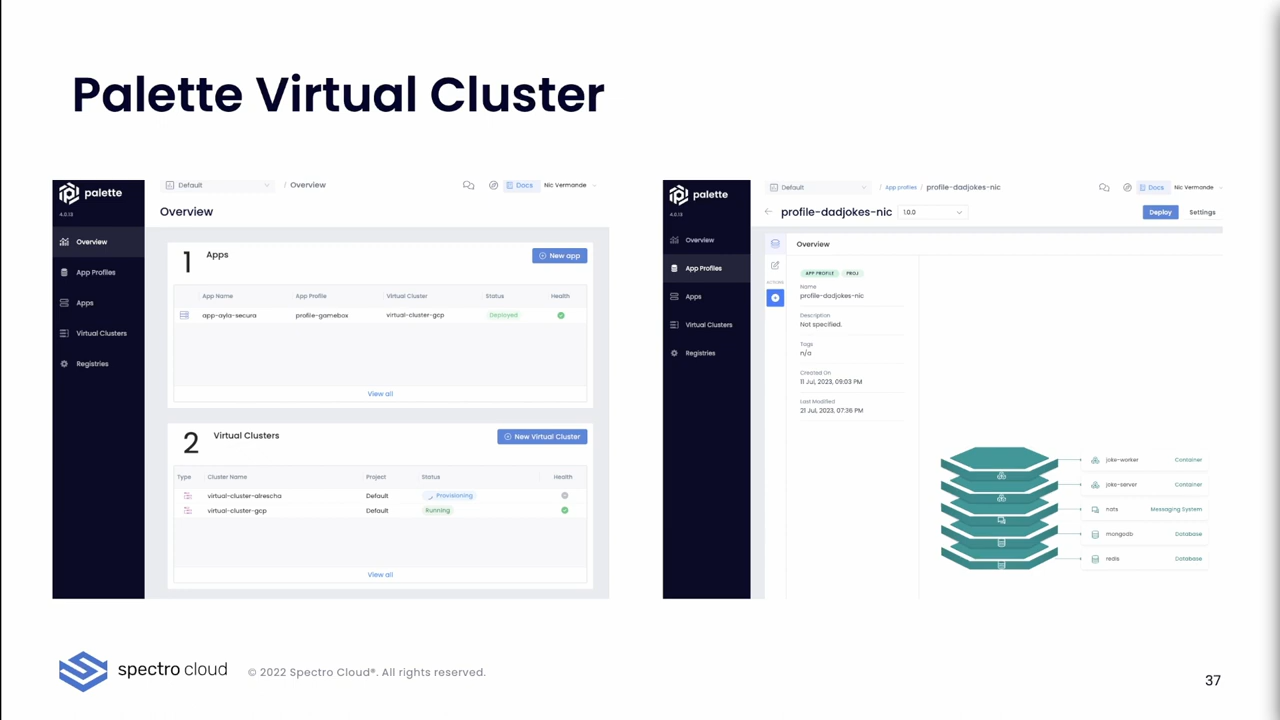 Palette Virtual Cluster
palette
4.0.13
Overview
App Profiles
Apps
Virtual Clusters
Registries
Default
/ Overview
Docs
Nic Vermande
Overview
1
Apps
New app
App Name App Profile Virtual Cluster Status Health
app-ayla-secura profile-gamebox virtual-cluster-gcp Deployed
View all
2
Virtual Clusters
New Virtual Cluster
Type Cluster Name Project Status Health
virtual-cluster-alrescha Default Provisioning
virtual-cluster-gcp Default Running
View all
palette
4.0.13
Overview
App Profiles
Apps
Virtual Clusters
Registries
Default
/ App profiles / profile-dadjokes-nic
Docs
Nic Vermande
profile-dadjokes-nic
1.0.0
Deploy
Settings
Overview
ACTIONS
APP PROFILE PROJ
Name
profile-dadjokes-nic
Description
Not specified.
Tags
n/a
Created On
11 Jul, 2023, 09:03 PM
Last Modified
21 Jul, 2023, 07:36 PM
joke-worker Container
joke-server Container
nats Messaging System
mongodb Database
redis Database
spectro cloud
© 2022 Spectro Cloud®. All rights reserved.
37